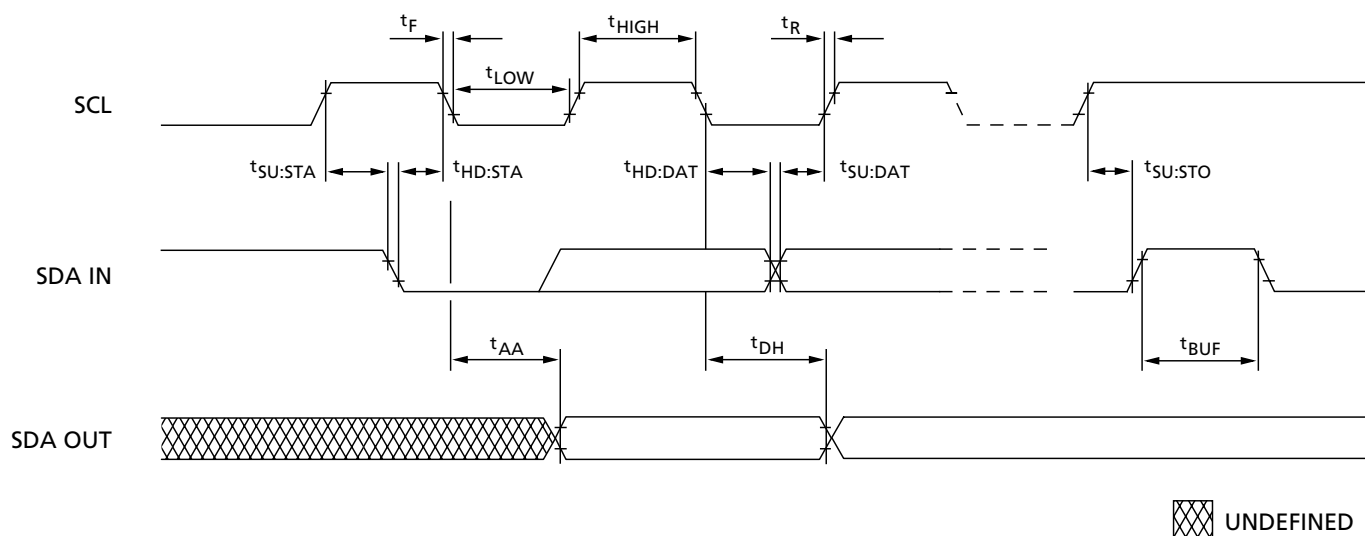 tF
tHIGH
tR
tLOW
SCL
tSU:STA
tHD:STA
tHD:DAT
tSU:DAT
tSU:STO
SDA IN
tAA
tDH
tBUF
SDA OUT
UNDEFINED